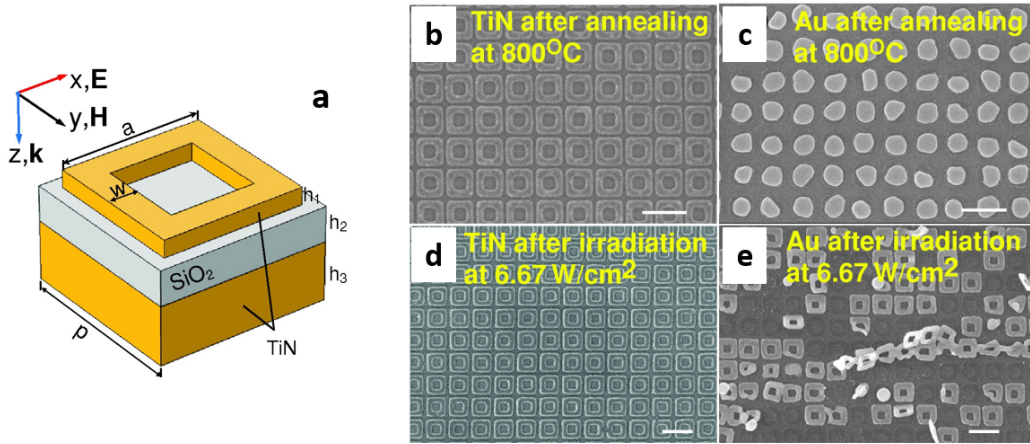 x,E
y,H
z,k
a
a
w
h1
h2
h3
SiO2
TiN
p
b
TiN after annealing
at 800OC
c
Au after annealing
at 800OC
d
TiN after irradiation
at 6.67 W/cm2
e
Au after irradiation
at 6.67 W/cm2